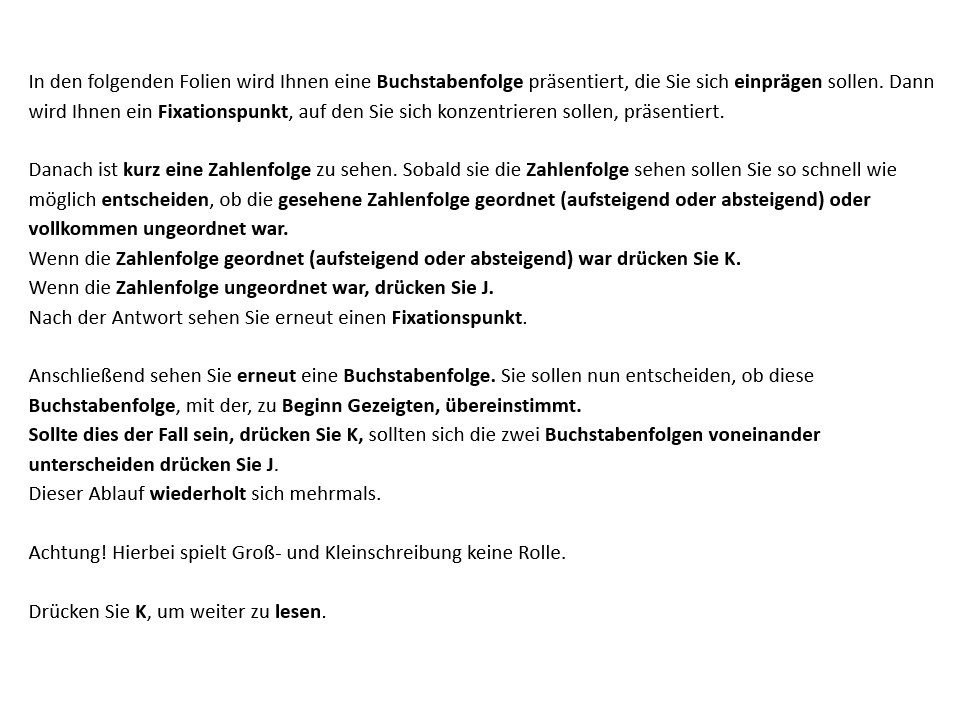 In den folgenden Folien wird Ihnen eine Buchstabenfolge präsentiert, die Sie sich einprägen sollen. Dann
wird Ihnen ein Fixationspunkt, auf den Sie sich konzentrieren sollen, präsentiert.
Danach ist kurz eine Zahlenfolge zu sehen. Sobald sie die Zahlenfolge sehen sollen Sie so schnell wie
möglich entscheiden, ob die gesehene Zahlenfolge geordnet (aufsteigend oder absteigend) oder
vollkommen ungeordnet war.
Wenn die Zahlenfolge geordnet (aufsteigend oder absteigend) war drücken Sie K.
Wenn die Zahlenfolge ungeordnet war, drücken Sie J.
Nach der Antwort sehen Sie erneut einen Fixationspunkt.
Anschließend sehen Sie erneut eine Buchstabenfolge. Sie sollen nun entscheiden, ob diese
Buchstabenfolge, mit der, zu Beginn Gezeigten, übereinstimmt.
Sollte dies der Fall sein, drücken Sie K, sollten sich die zwei Buchstabenfolgen voneinander
unterscheiden drücken Sie J.
Dieser Ablauf wiederholt sich mehrmals.
Achtung! Hierbei spielt Groß- und Kleinschreibung keine Rolle.
Drücken Sie K, um weiter zu lesen.